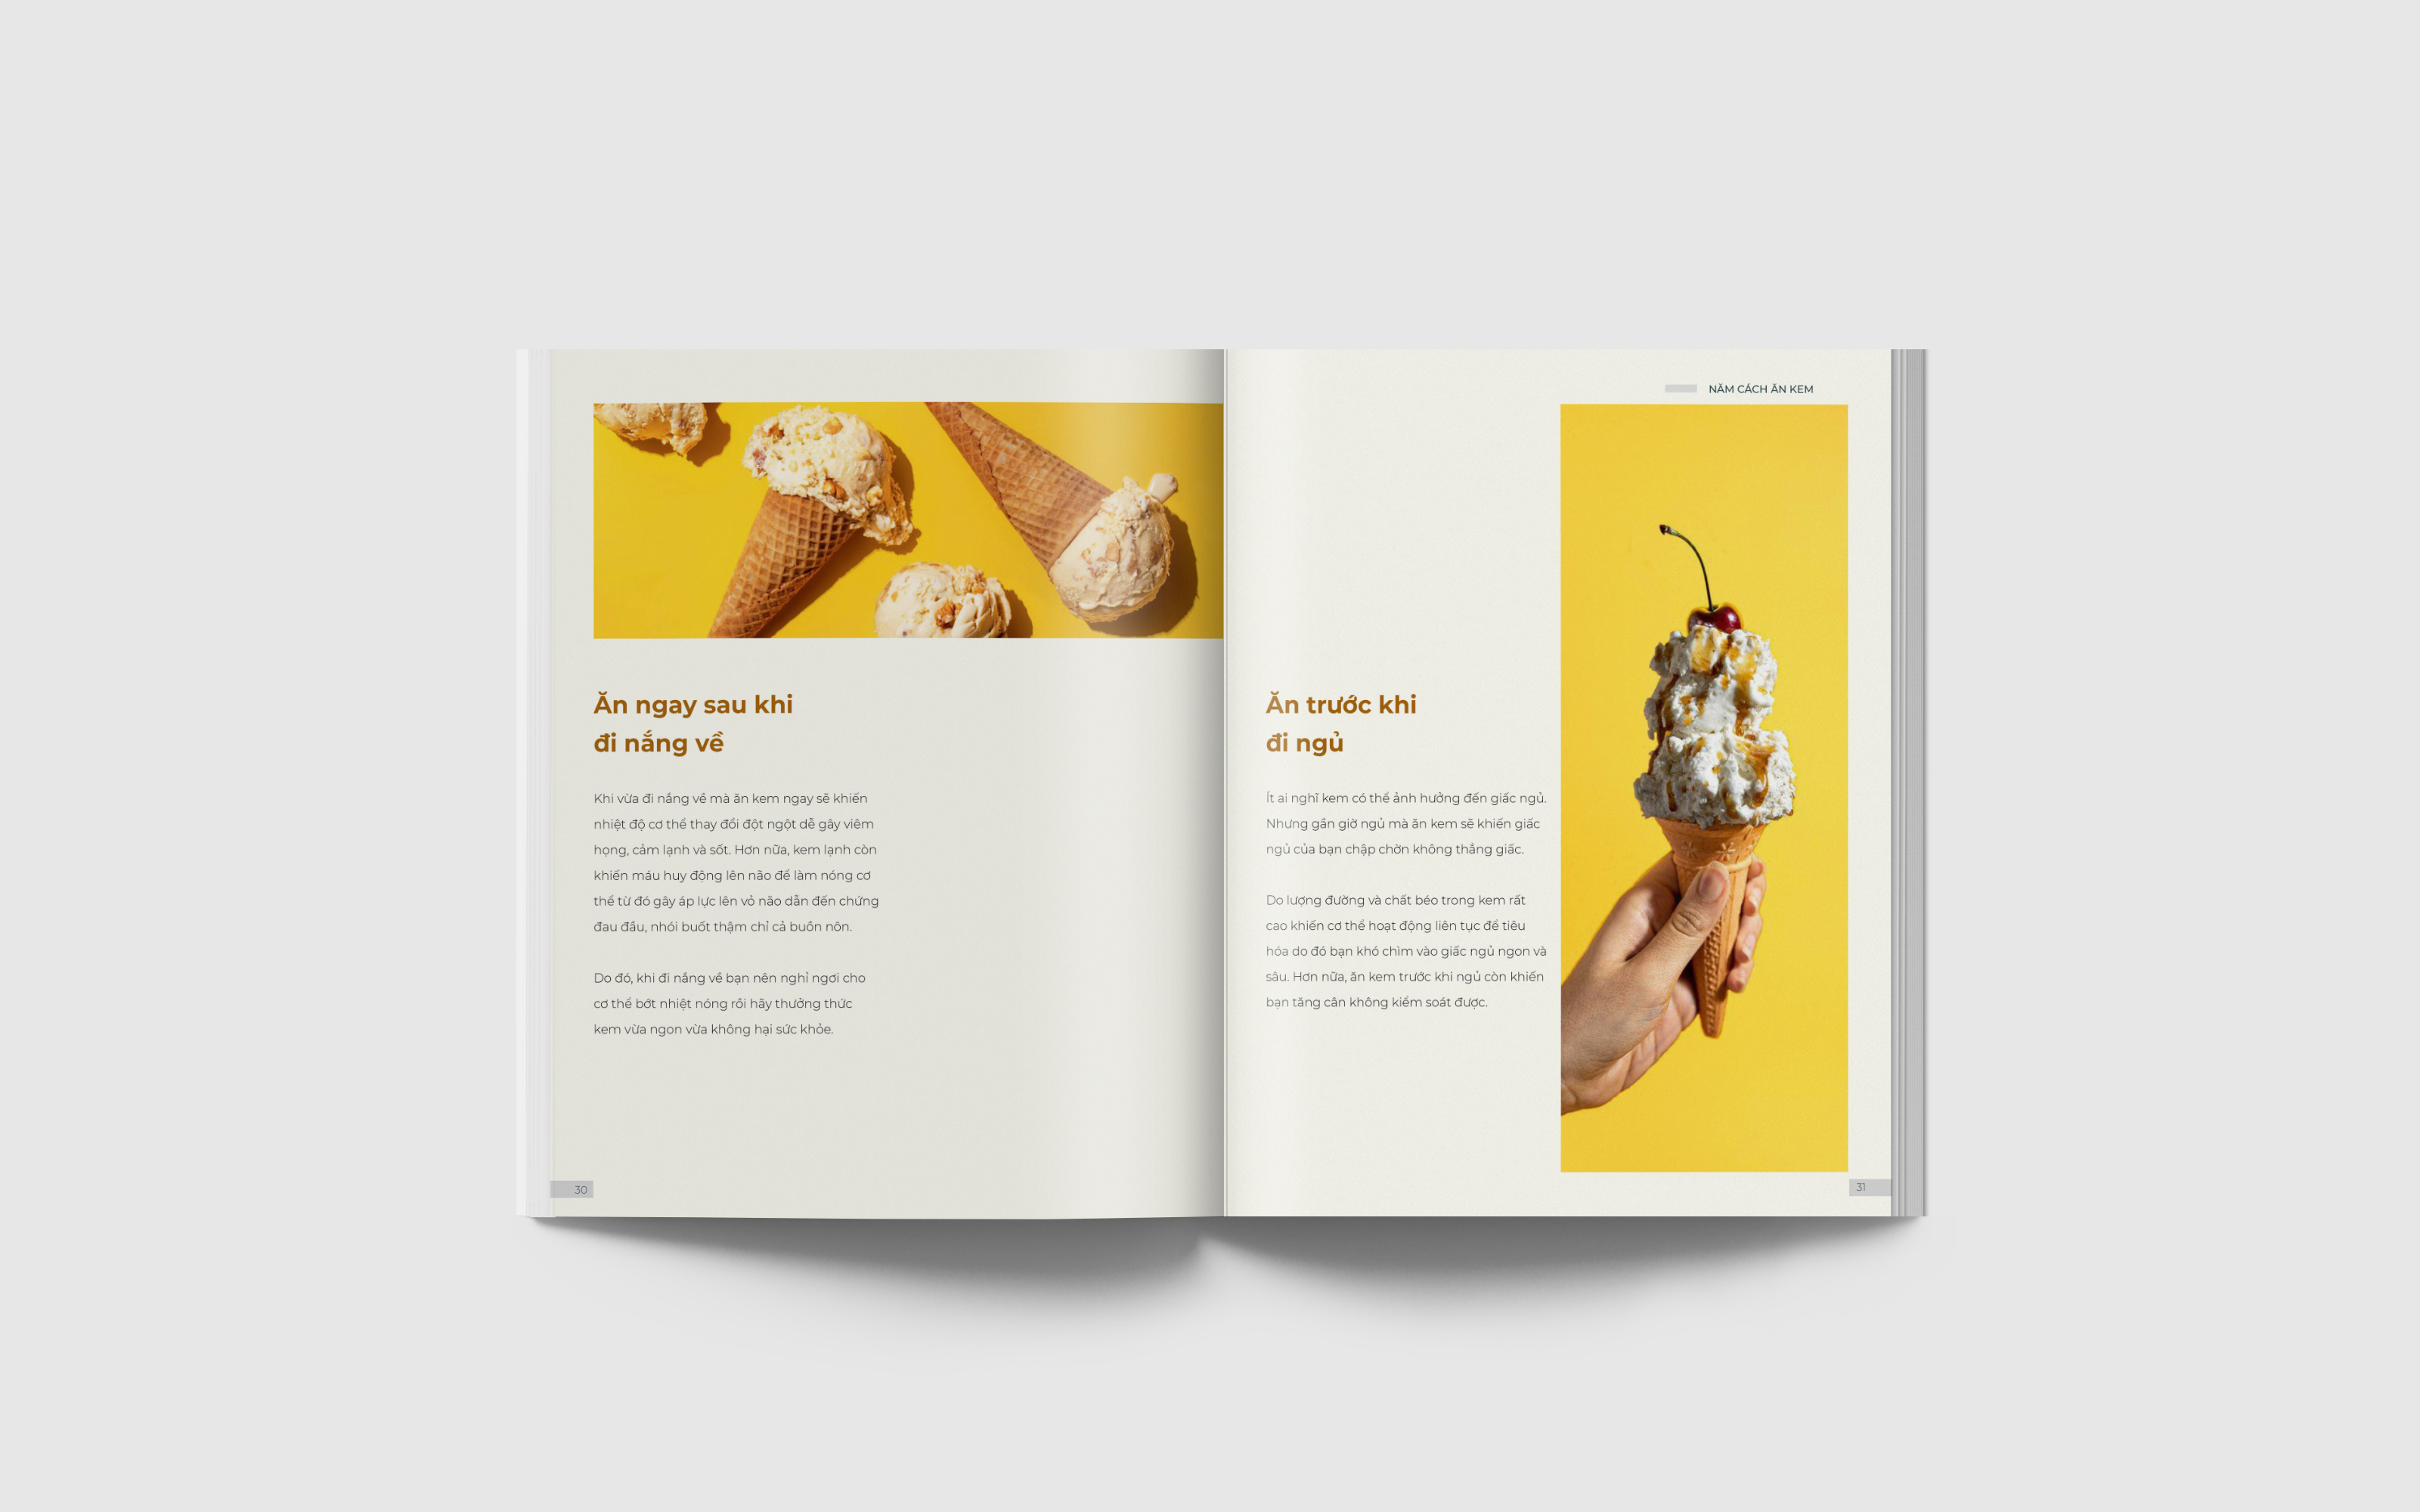 Ăn ngay sau khi
đi nắng về
Khi vừa đi nắng về mà ăn kem ngay sẽ khiến
nhiệt độ cơ thể thay đổi đột ngột dễ gây viêm
họng, cảm lạnh và sốt. Hơn nữa, kem lạnh còn
khiến máu huy động lên não để làm nóng cơ
thể từ đó gây áp lực lên vỏ não dẫn đến chứng
đau đầu, nhói buốt thậm chí cả buồn nôn.
Do đó, khi đi nắng về bạn nên nghỉ ngơi cho
cơ thể bớt nhiệt nóng rồi hãy thưởng thức
kem vừa ngon vừa không hại sức khỏe.
30
NĂM CÁCH ĂN KEM
Ăn trước khi
đi ngủ
Ít ai nghĩ kem có thể ảnh hưởng đến giấc ngủ.
Nhưng gần giờ ngủ mà ăn kem sẽ khiến giấc
ngủ của bạn chập chờn không thẳng giấc.
Do lượng đường và chất béo trong kem rất
cao khiến cơ thể hoạt động liên tục để tiêu
hóa do đó bạn khó chìm vào giấc ngủ ngon và
sâu. Hơn nữa, ăn kem trước khi ngủ còn khiến
bạn tăng cân không kiểm soát được.
31